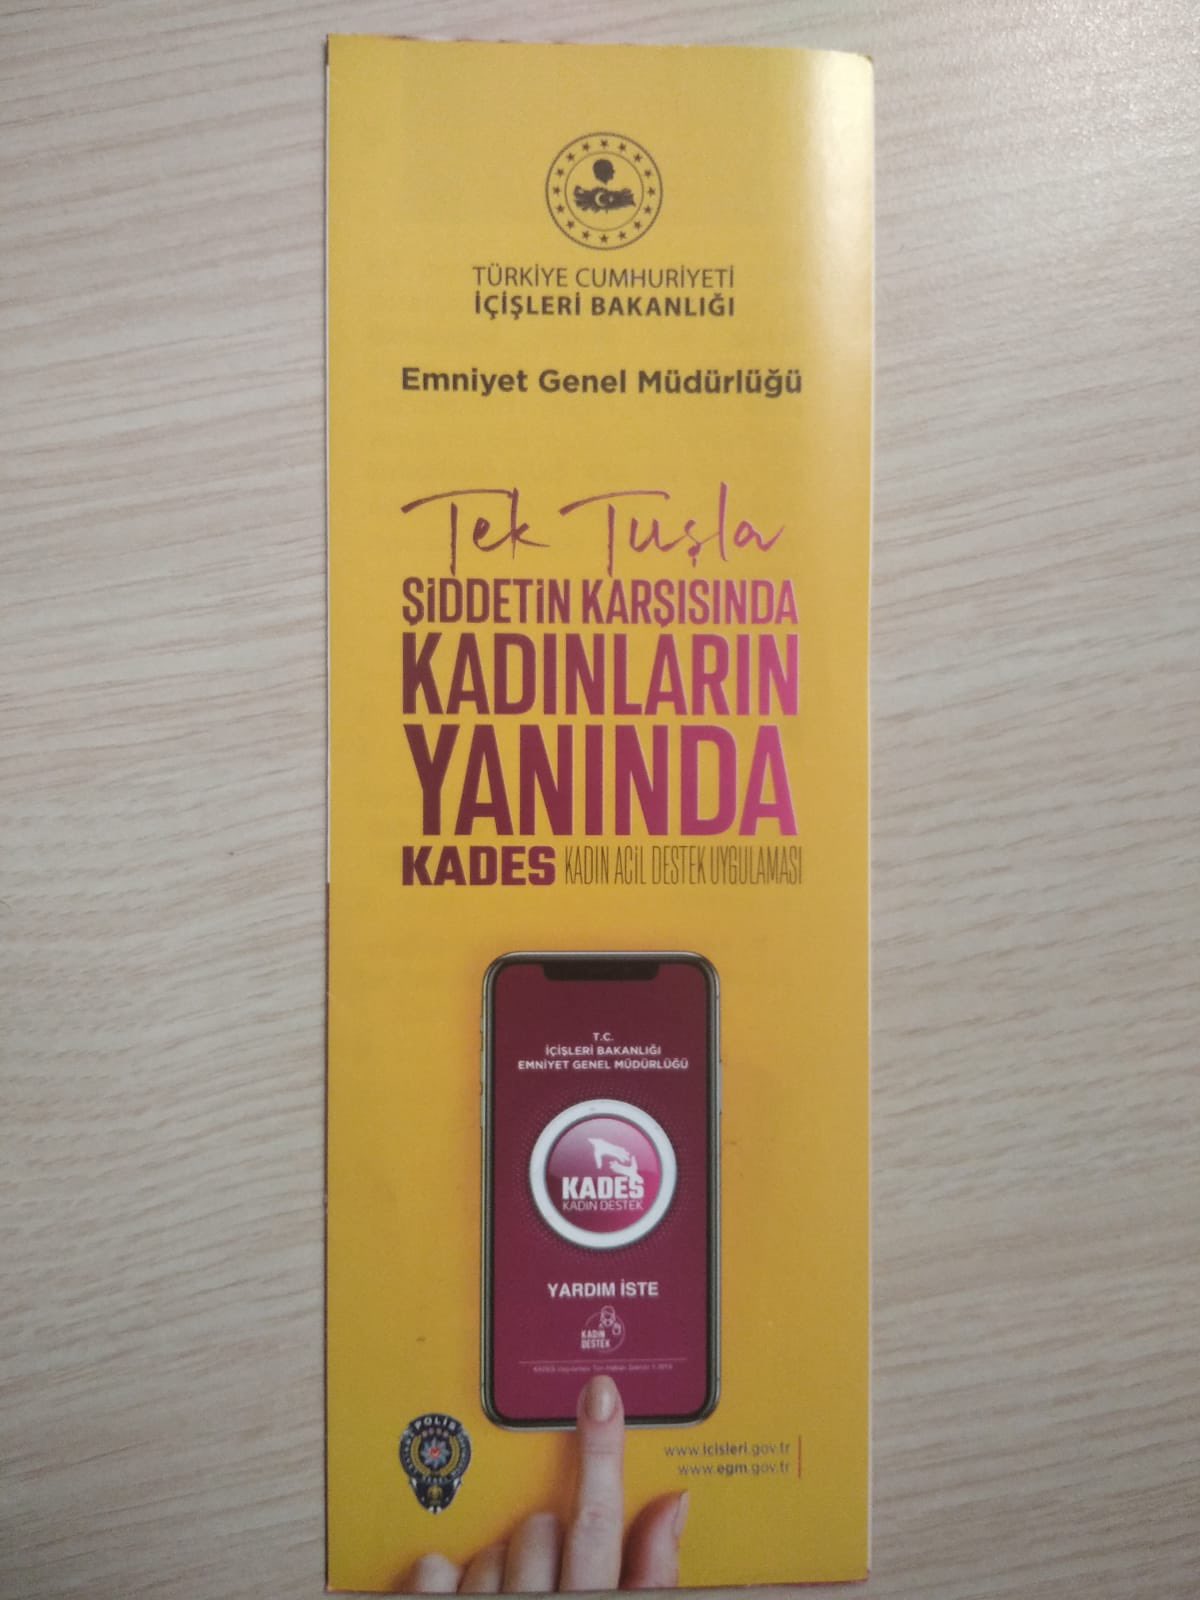 TÜRKİYE CUMHURİYETİ
İÇİŞLERİ BAKANLIĞI
Emniyet Genel Müdürlüğü
Tek Tuşla
ŞİDDETİN KARŞISINDA
KADINLARIN
YANINDA
KADES KADIN ACİL DESTEK UYGULAMASI
T.C.
İÇİŞLERİ BAKANLIĞI
EMNİYET GENEL MÜDÜRLÜĞÜ
KADES
KADIN DESTEK
YARDIM İSTE
KADIN
DESTEK
POLİS
www.icisleri.gov.tr
www.egm.gov.tr